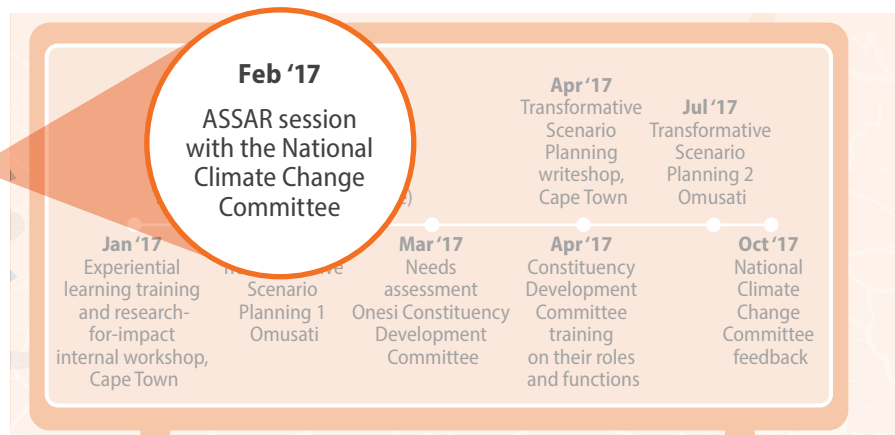 Feb ‘17
ASSAR session
with the National
Climate Change
Committee
Apr ‘17
Transformative
Scenario
Planning
writeshop,
Cape Town
Jul ‘17
Transformative
Scenario
Planning 2
Omusati
Jan ‘17
Experiential
learning training
and research-
for-impact
internal workshop,
Cape Town
Scenario
Planning 1
Omusati
Mar ‘17
Needs
assessment
Onesi Constituency
Development
Committee
Apr ‘17
Constituency
Development
Committee
training
on their roles
and functions
Oct ‘17
National
Climate
Change
Committee
feedback